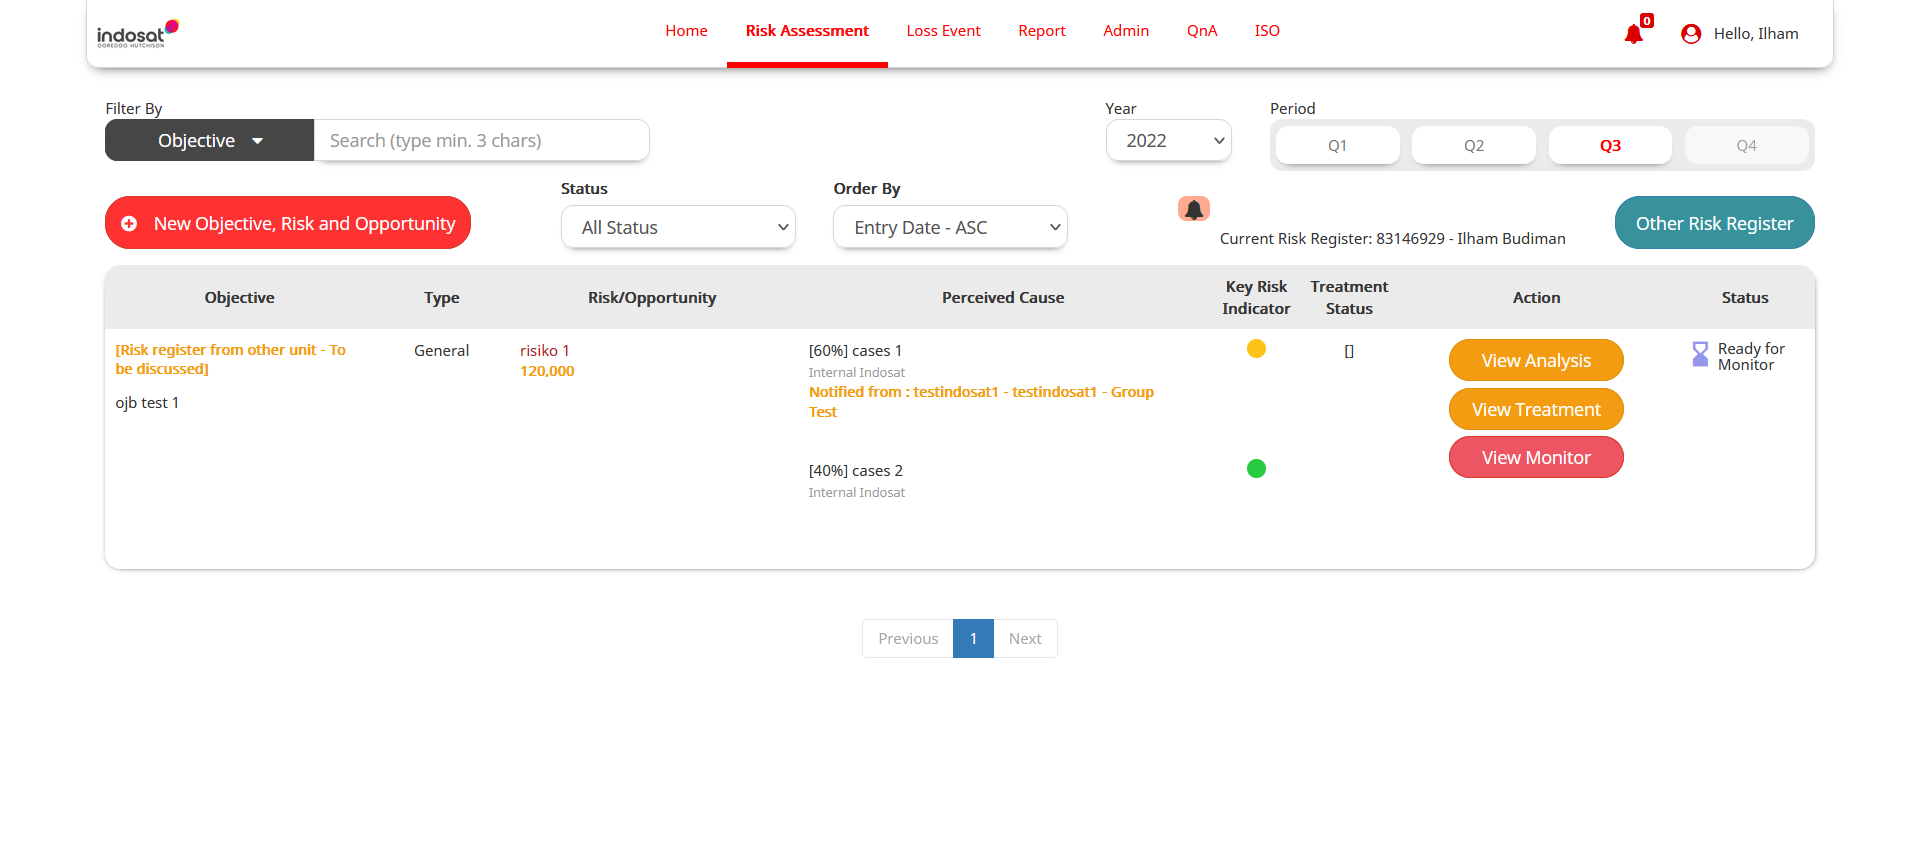 indosat
OOREDOO HUTCHISON
Home
Risk Assessment
Loss Event
Report
Admin
QnA
ISO
0
Hello, Ilham
Filter By
Objective
Search (type min. 3 chars)
Year
2022
Period
Q1
Q2
Q3
Q4
New Objective, Risk and Opportunity
Status
All Status
Order By
Entry Date - ASC
Current Risk Register: 83146929 - Ilham Budiman
Other Risk Register
Objective
Type
Risk/Opportunity
Perceived Cause
Key Risk
Indicator
Treatment
Status
Action
Status
[Risk register from other unit - To
be discussed]
ojb test 1
General
risiko 1
120,000
[60%] cases 1
Internal Indosat
Notified from : testindosat1 - testindosat1 - Group
Test
[40%] cases 2
Internal Indosat
[]
View Analysis
View Treatment
View Monitor
Ready for
Monitor
Previous
1
Next